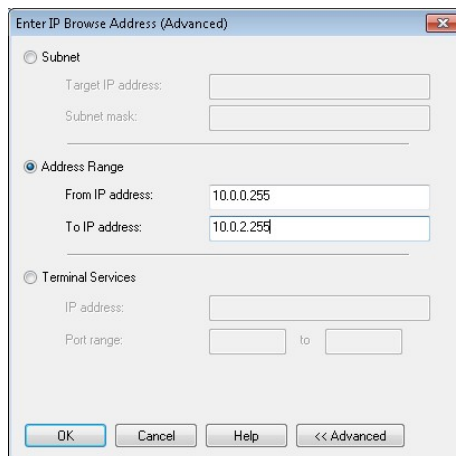 Enter IP Browse Address (Advanced)
Subnet
Target IP address:
Subnet mask:
Address Range
From IP address: 10.0.0.255
To IP address: 10.0.2.255
Terminal Services
IP address:
Port range: to
OK Cancel Help << Advanced